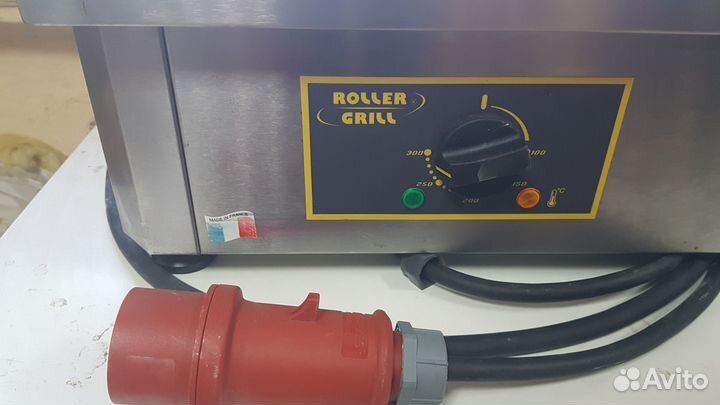 ROLLER
GRILL
300
100
250
150
200
°C
MADE IN FRANCE
Avito